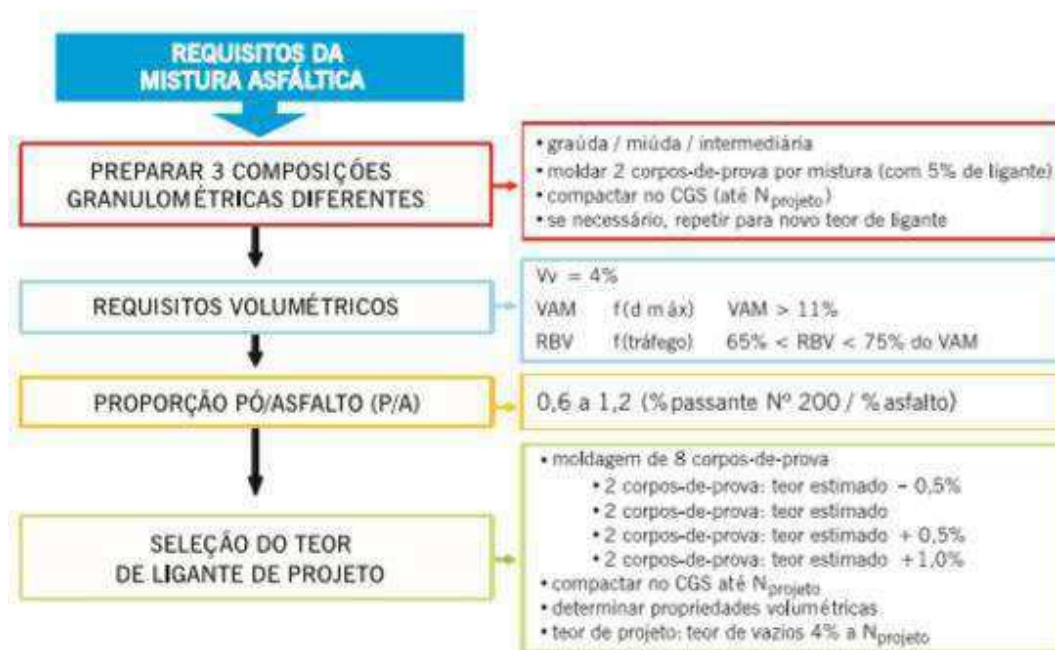 REQUISITOS DA
MISTURA ASFÁLTICA
PREPARAR 3 COMPOSIÇÕES
GRANULOMÉTRICAS DIFERENTES
• graúda / miúda / intermediária
• moldar 2 corpos-de-prova por mistura (com 5% de ligante)
• compactar no CGS (até Nprojeto)
• se necessário, repetir para novo teor de ligante
REQUISITOS VOLUMÉTRICOS
Vv = 4%
VAM f(d máx) VAM > 11%
RBV f(tráfego) 65% < RBV < 75% do VAM
PROPORÇÃO PÓ/ASFALTO (P/A)
0,6 a 1,2 (% passante Nº 200 / % asfalto)
SELEÇÃO DO TEOR
DE LIGANTE DE PROJETO
• moldagem de 8 corpos-de-prova
• 2 corpos-de-prova: teor estimado – 0,5%
• 2 corpos-de-prova: teor estimado
• 2 corpos-de-prova: teor estimado + 0,5%
• 2 corpos-de-prova: teor estimado +1,0%
• compactar no CGS até Nprojeto
• determinar propriedades volumétricas
• teor de projeto: teor de vazios 4% a Nprojeto